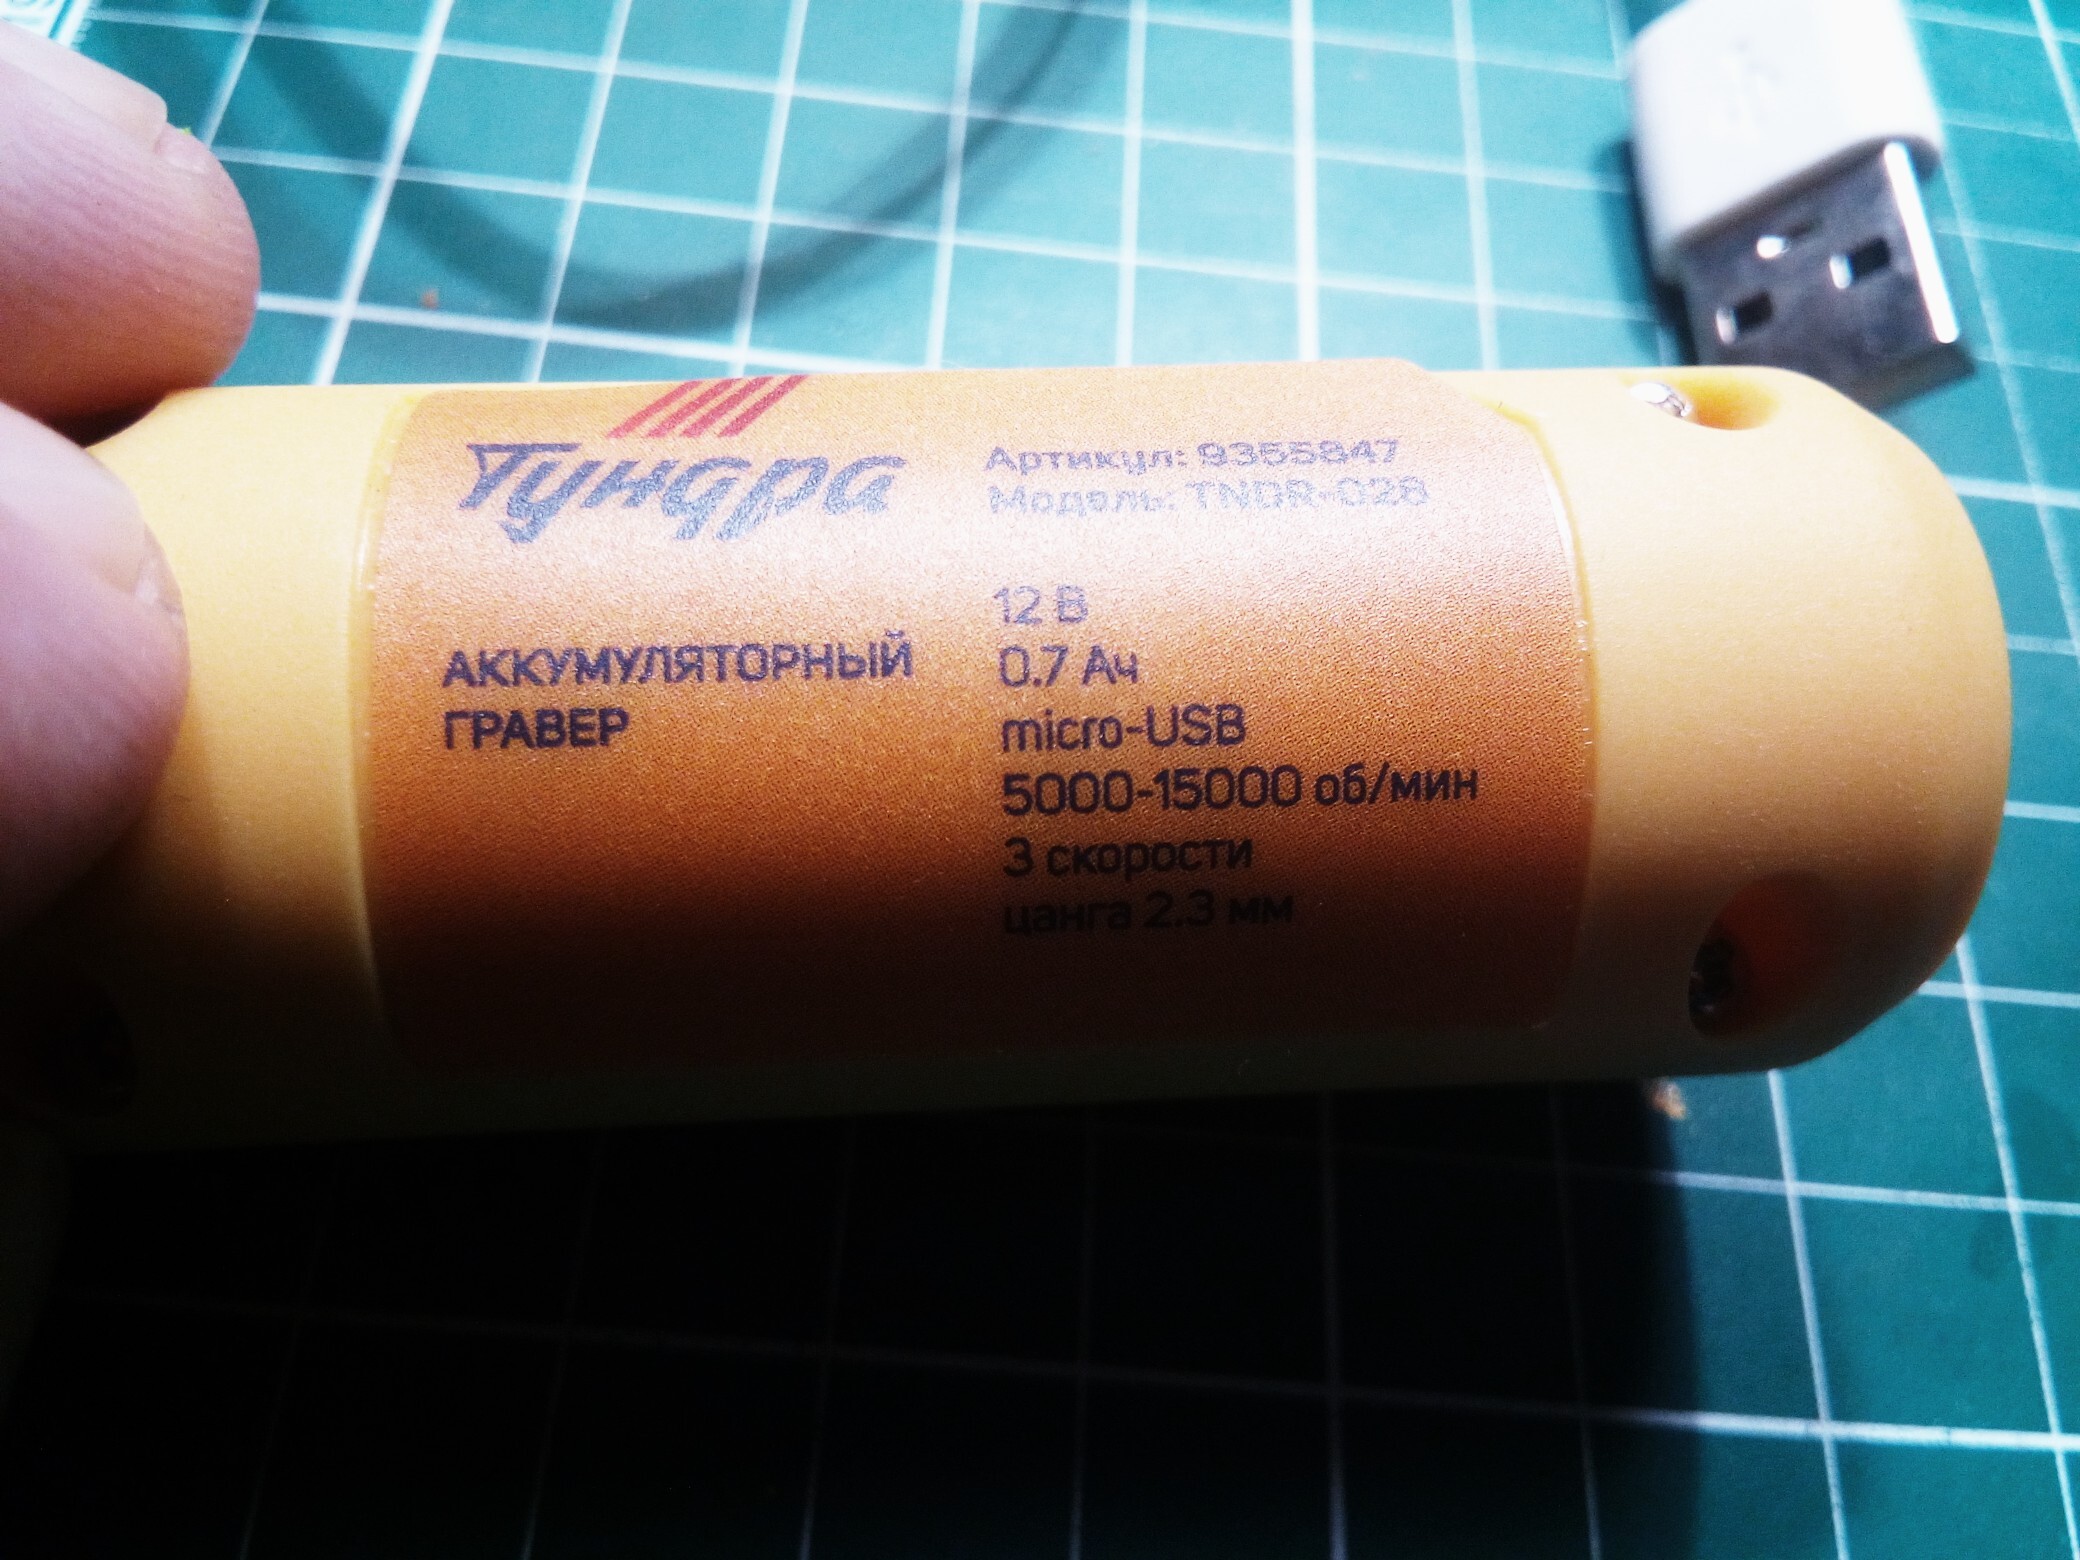 Тундра
Артикул: 9355847
Модель: TNDR-028
АККУМУЛЯТОРНЫЙ
ГРАВЕР
12 В
0.7 Ач
micro-USB
5000-15000 об/мин
3 скорости
цанга 2.3 мм